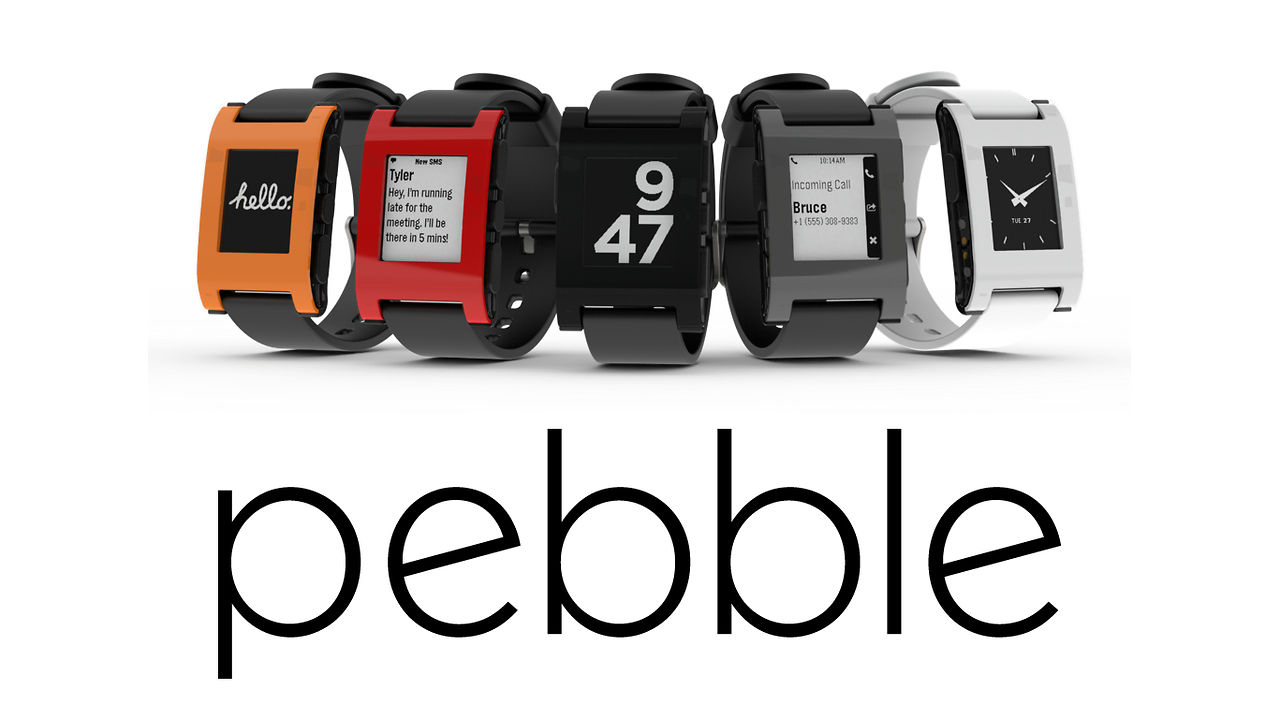 hello.
New SMS
Tyler
Hey, I'm running
late for the
meeting. I'll be
there in 5 mins!
9
47
10:14 AM
Incoming Call
Bruce
+1 (555) 308-9383
TUE 27
pebble